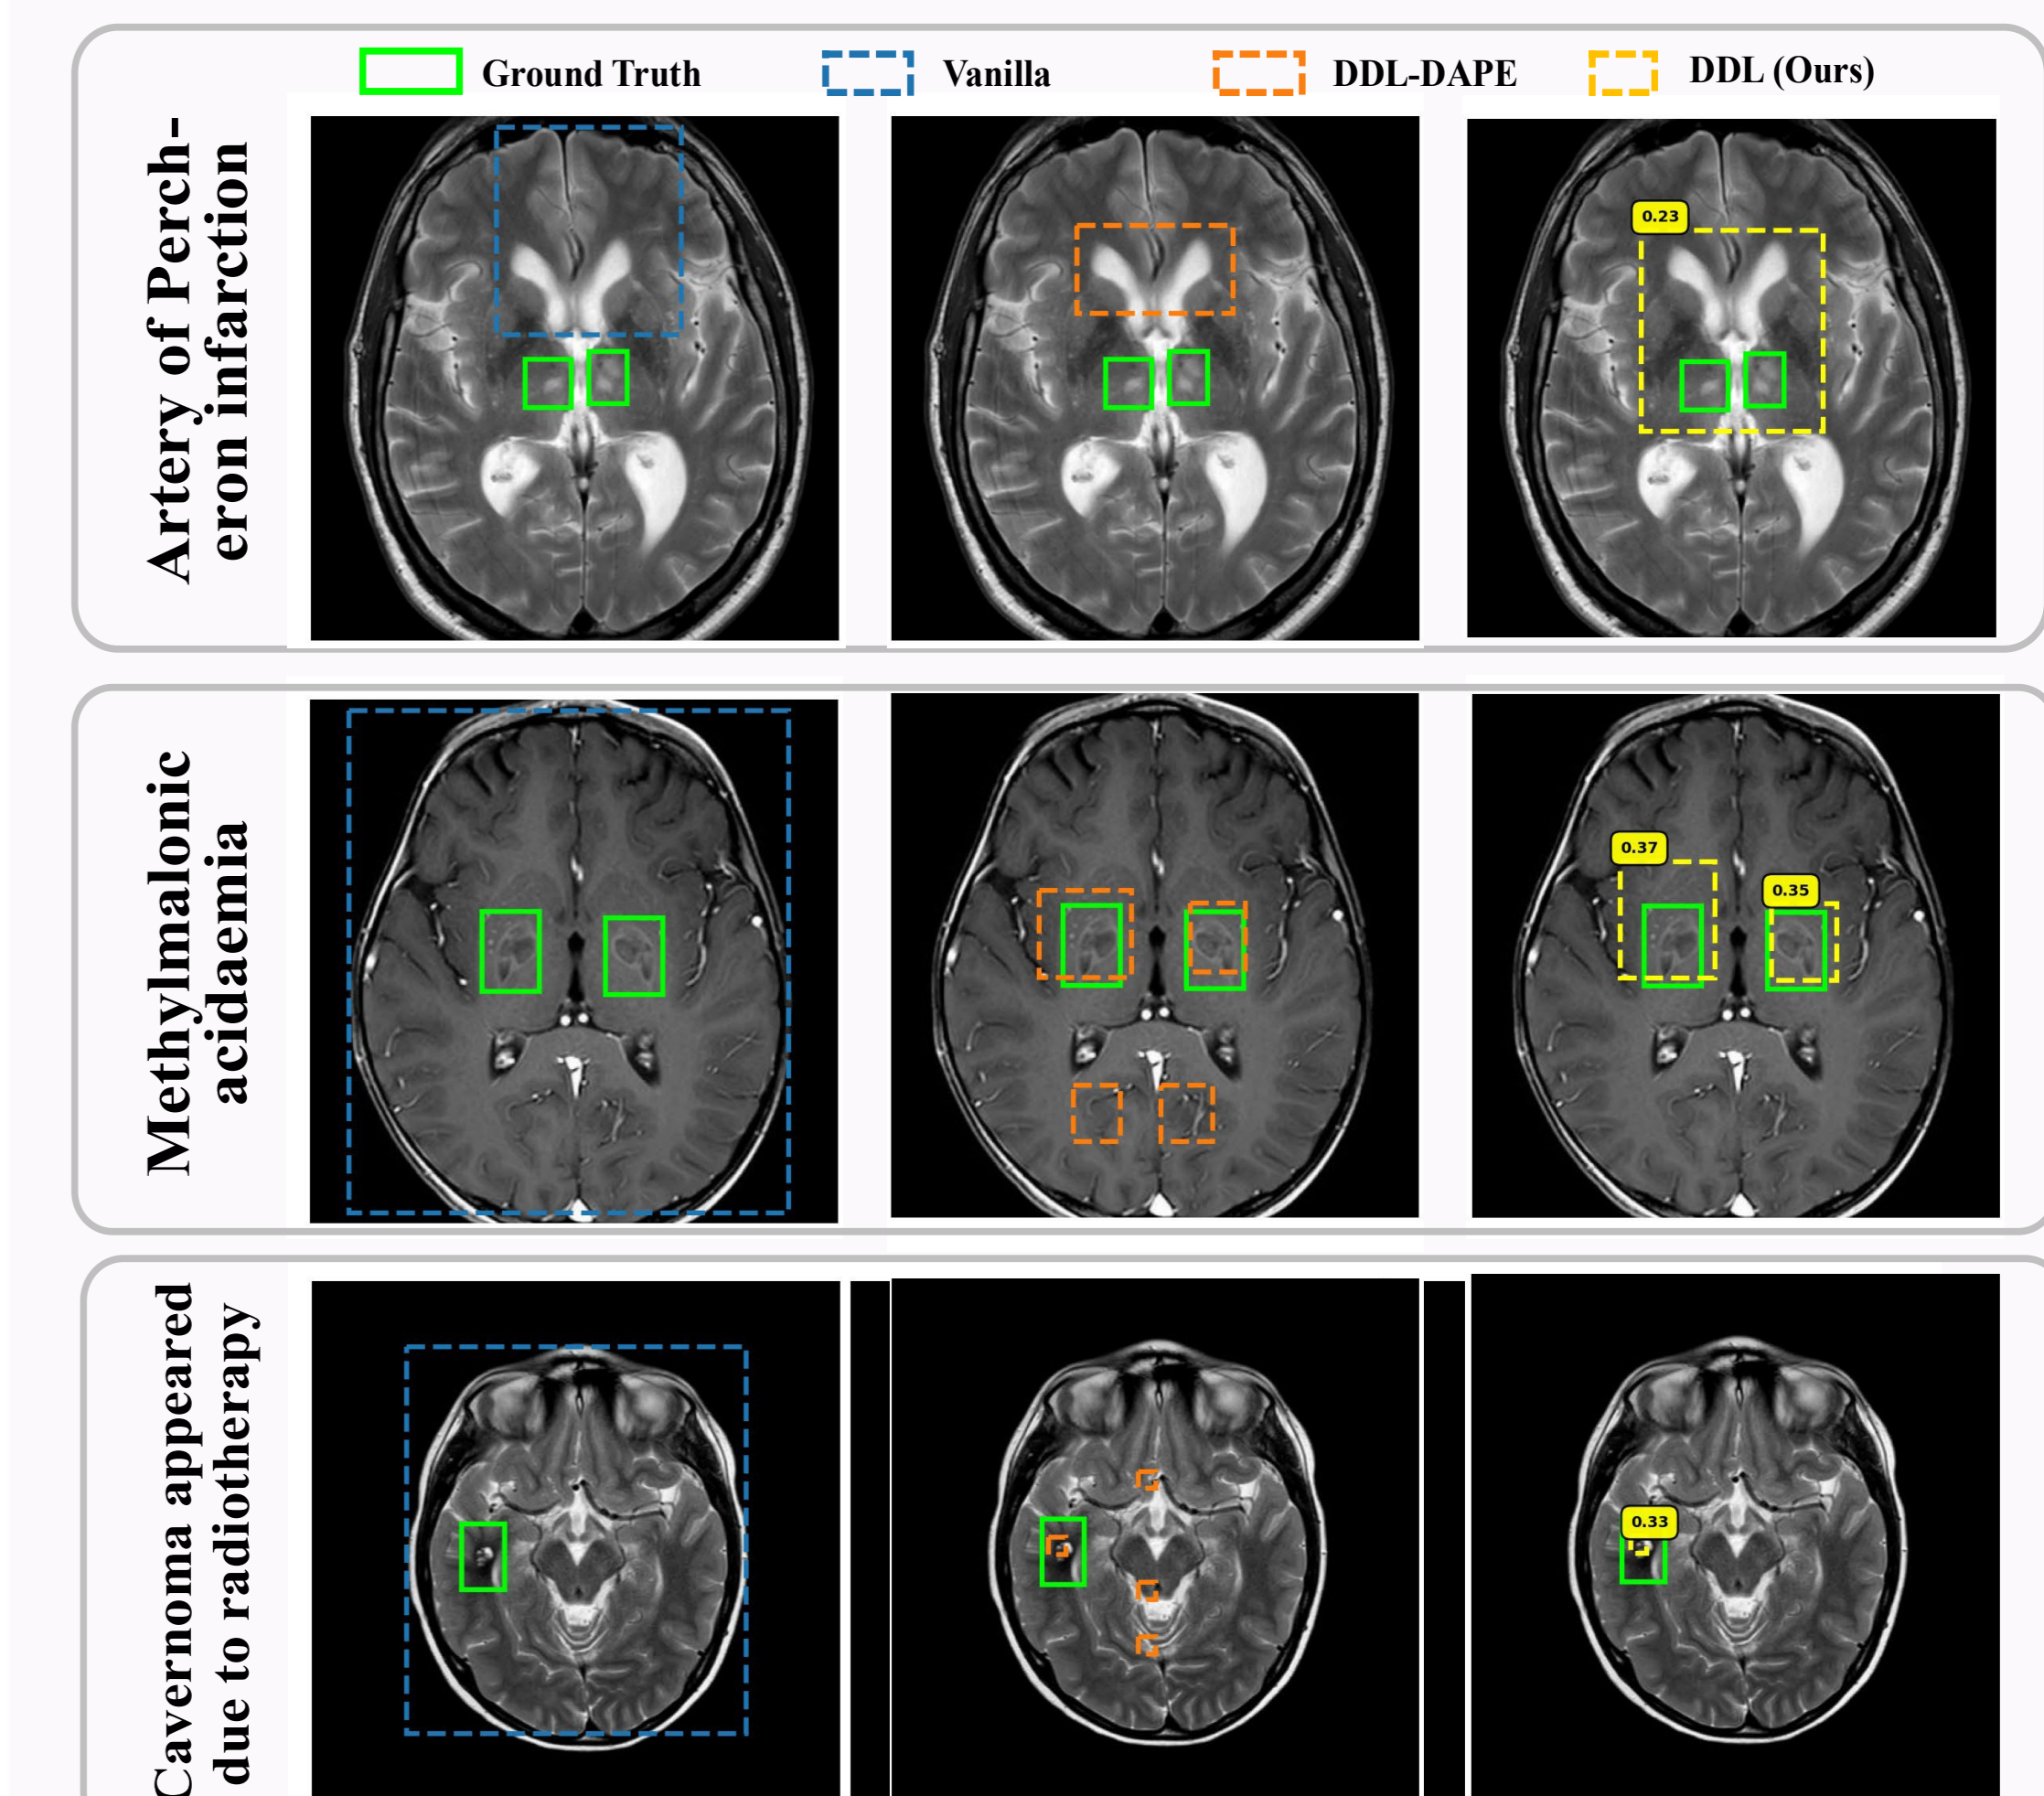 Ground Truth
Vanilla
DDL-DAPE
DDL (Ours)
Artery of Perch-
eron infarction
0.23
Methylmalonic
acidaemia
0.37
0.35
Cavernoma appeared
due to radiotherapy
0.33